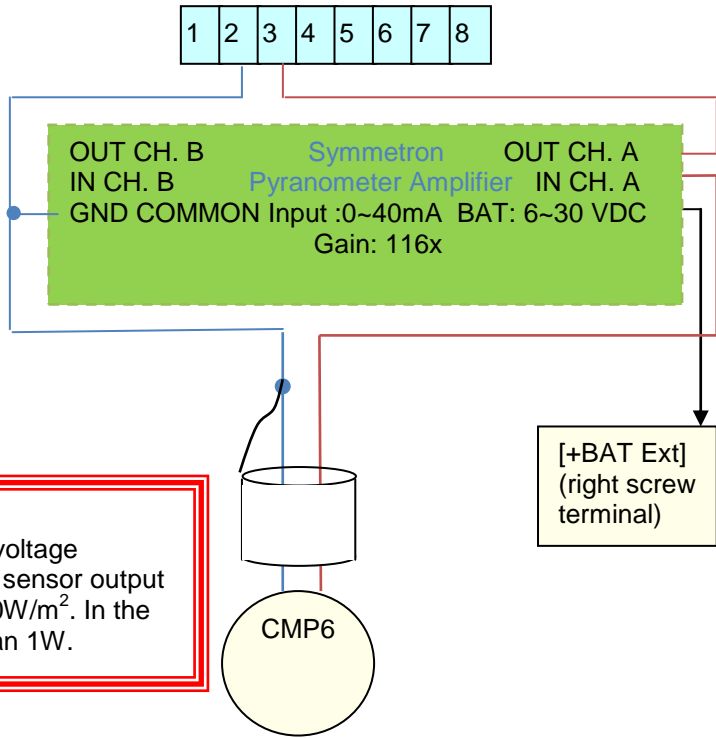 1 2 3 4 5 6 7 8
OUT CH. B Symmetron OUT CH. A
IN CH. B Pyranometer Amplifier IN CH. A
GND COMMON Input :0~40mA BAT: 6~30 VDC
Gain: 116x
[+BAT Ext]
(right screw
terminal)
voltage
sensor output
W/m². In the
an 1W.
CMP6